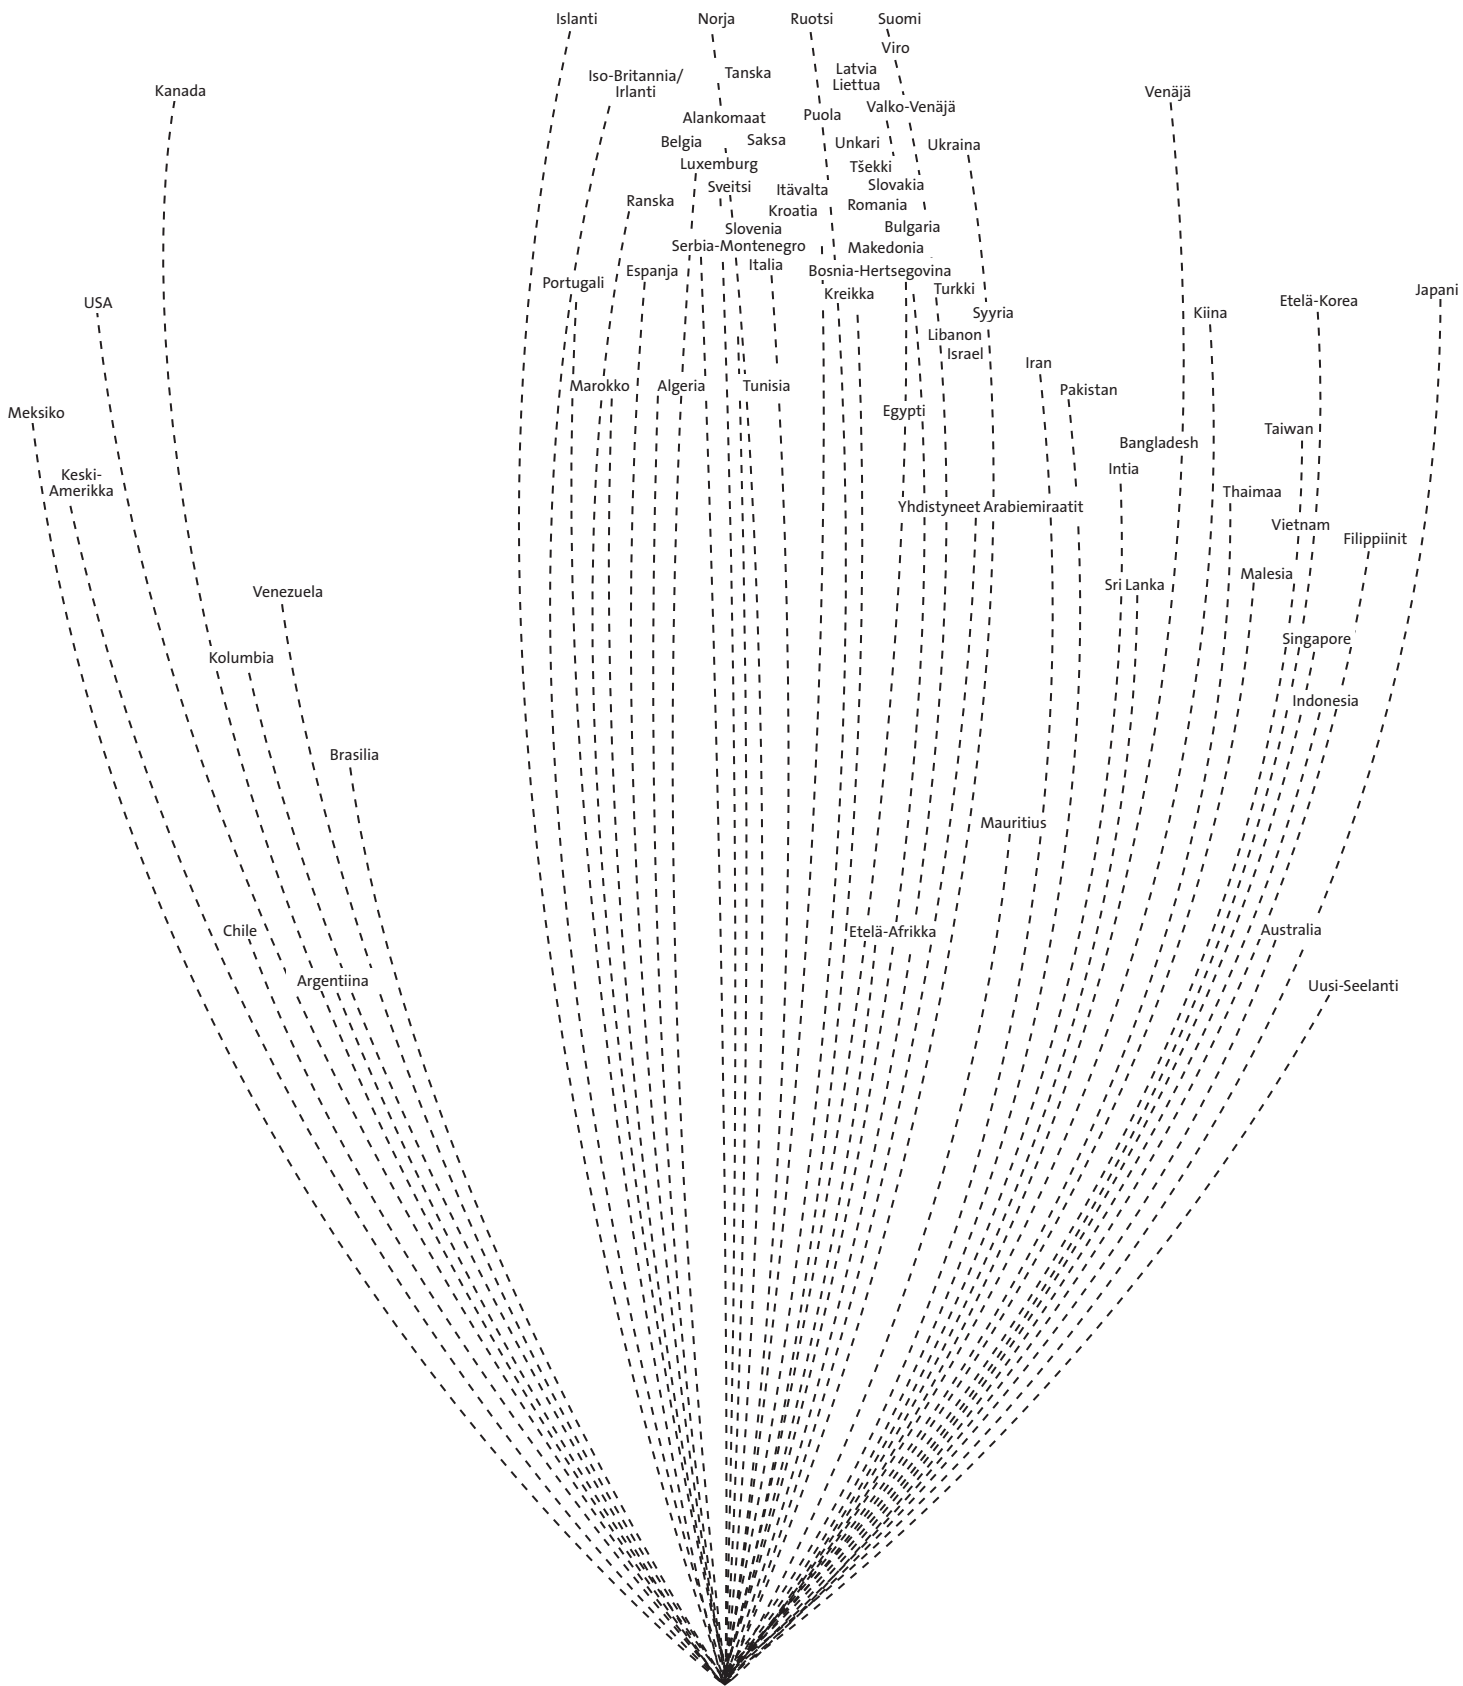 Islanti
Norja
Ruotsi
Suomi
Viro
Latvia
Liettua
Tanska
Iso-Britannia/
Irlanti
Kanada
Venäjä
Valko-Venäjä
Puola
Alankomaat
Saksa
Belgia
Unkari
Ukraina
Luxemburg
Tšekki
Sveitsi
Itävalta
Slovakia
Ranska
Romania
Kroatia
Slovenia
Bulgaria
Serbia-Montenegro
Makedonia
Italia
Espanja
Bosnia-Hertsegovina
Portugali
Kreikka
Turkki
Japani
USA
Etelä-Korea
Syyria
Kiina
Libanon
Israel
Iran
Marokko
Algeria
Tunisia
Pakistan
Meksiko
Egypti
Taiwan
Bangladesh
Intia
Keski-
Amerikka
Thaimaa
Yhdistyneet Arabiemiraatit
Vietnam
Filippiinit
Malesia
Sri Lanka
Venezuela
Singapore
Kolumbia
Indonesia
Brasilia
Mauritius
Chile
Etelä-Afrikka
Australia
Argentiina
Uusi-Seelanti